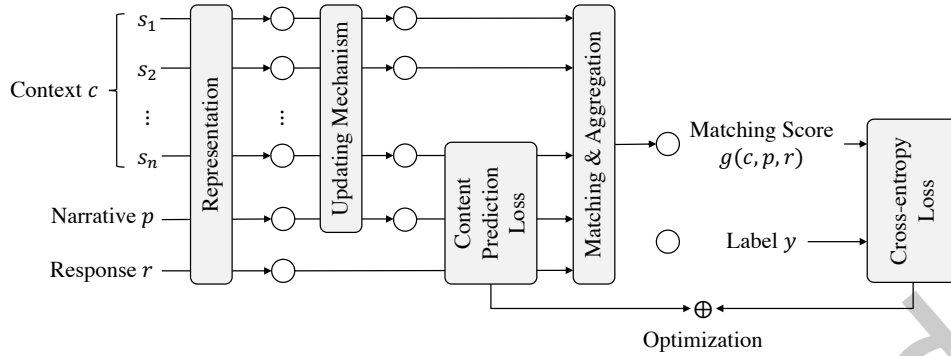 Context c
s1
s2
...
sn
Narrative p
Response r
Representation
...
Updating Mechanism
...
Content
Prediction
Loss
Matching & Aggregation
Matching Score
g(c, p, r)
Label y
Cross-entropy
Loss
⊕
Optimization